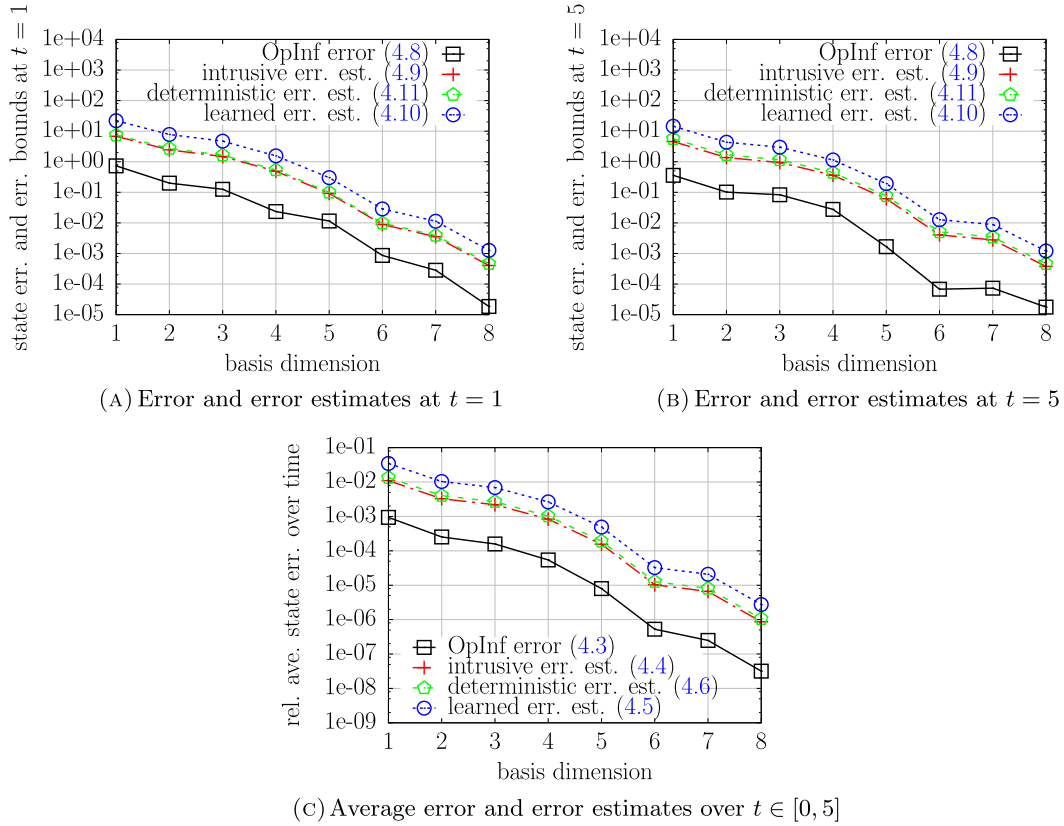 state err. and err. bounds at t = 1
1e+04
1e+03
1e+02
1e+01
1e+00
1e-01
1e-02
1e-03
1e-04
1e-05
OpInf error (4.8)
intrusive err. est. (4.9)
deterministic err. est. (4.11)
learned err. est. (4.10)
1 2 3 4 5 6 7 8
basis dimension
(A) Error and error estimates at t = 1
state err. and err. bounds at t = 5
1e+04
1e+03
1e+02
1e+01
1e+00
1e-01
1e-02
1e-03
1e-04
1e-05
OpInf error (4.8)
intrusive err. est. (4.9)
deterministic err. est. (4.11)
learned err. est. (4.10)
1 2 3 4 5 6 7 8
basis dimension
(B) Error and error estimates at t = 5
rel. ave. state err. over time
1e-01
1e-02
1e-03
1e-04
1e-05
1e-06
1e-07
1e-08
1e-09
OpInf error (4.3)
intrusive err. est. (4.4)
deterministic err. est. (4.6)
learned err. est. (4.5)
1 2 3 4 5 6 7 8
basis dimension
(C) Average error and error estimates over t ∈ [0, 5]